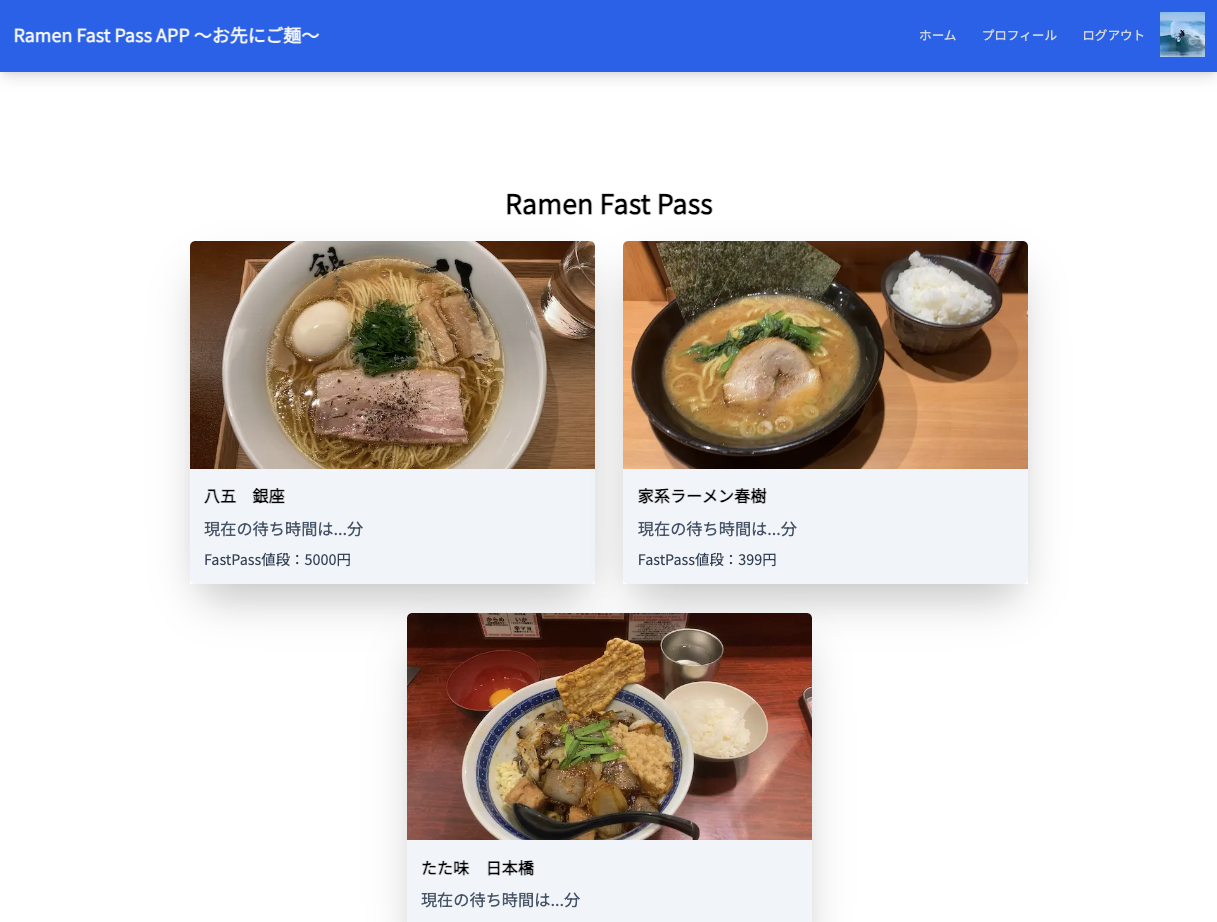 Ramen Fast Pass APP 〜お先にご麺〜
ホーム プロフィール ログアウト
Ramen Fast Pass
銀 八
八五　銀座
現在の待ち時間は...分
FastPass値段：5000円
家系ラーメン春樹
現在の待ち時間は...分
FastPass値段：399円
たた味　日本橋
現在の待ち時間は...分